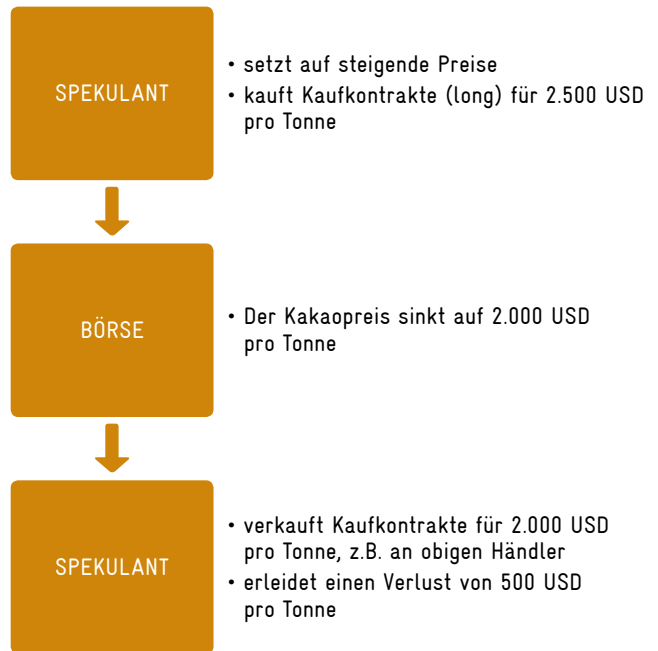 SPEKULANT
• setzt auf steigende Preise
• kauft Kaufkontrakte (long) für 2.500 USD
pro Tonne
BÖRSE
• Der Kakaopreis sinkt auf 2.000 USD
pro Tonne
SPEKULANT
• verkauft Kaufkontrakte für 2.000 USD
pro Tonne, z.B. an obigen Händler
• erleidet einen Verlust von 500 USD
pro Tonne